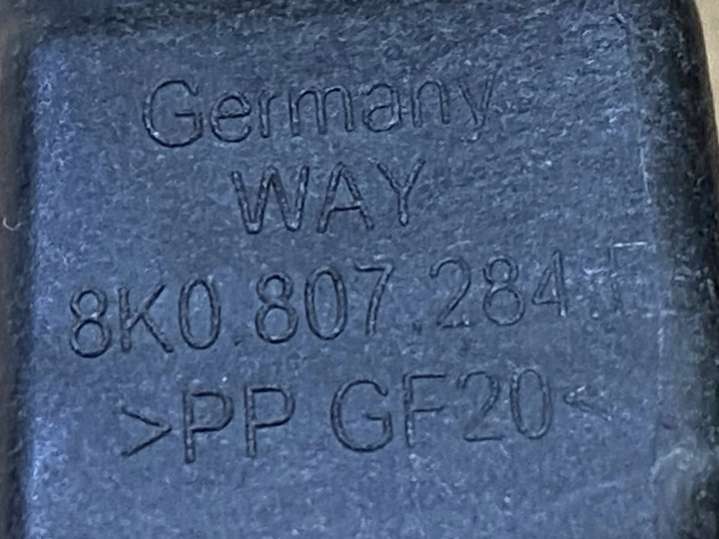 Germany
WAY
8K0.807.284.
>PP GF20<